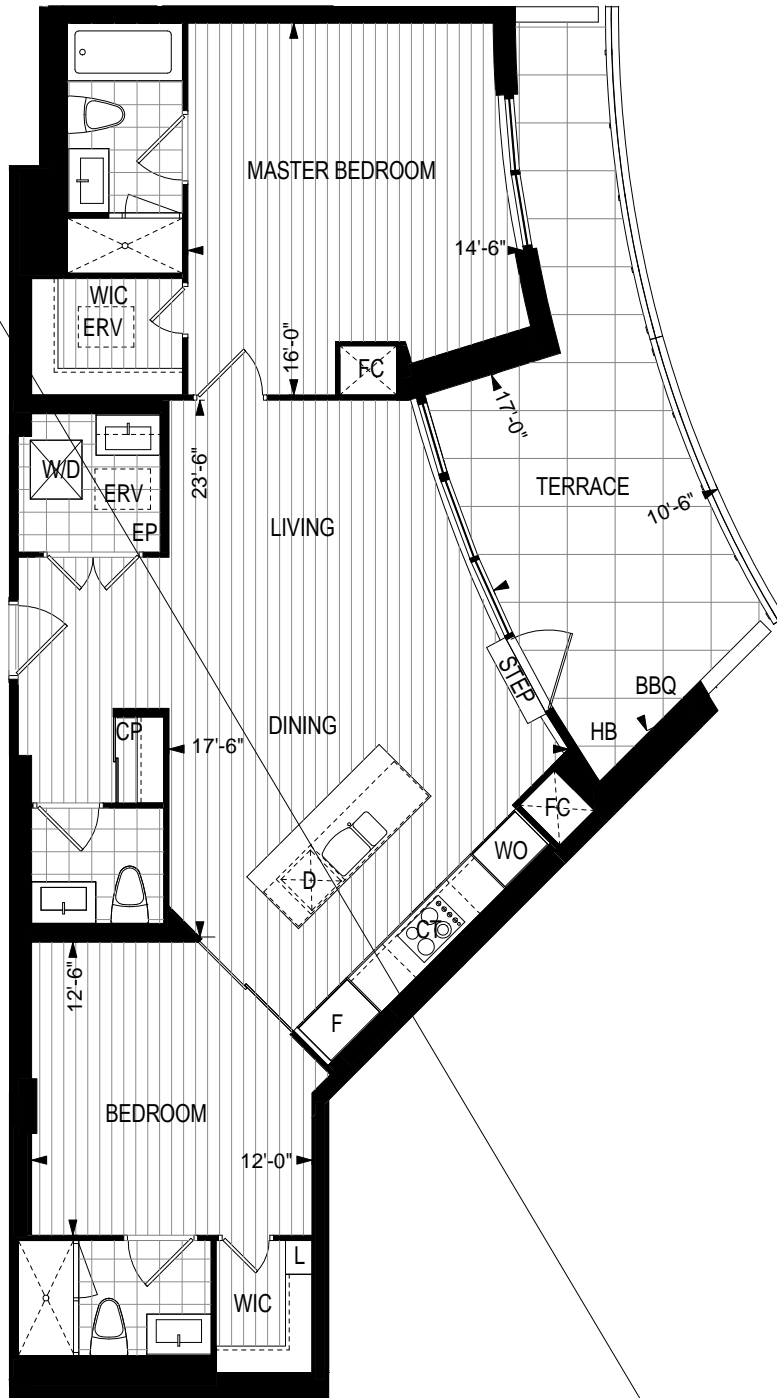 MASTER BEDROOM
14'-6"
WIC
ERV
16'-0"
FC
17'-0"
23'-6"
W/D
ERV
EP
TERRACE
10'-6"
LIVING
STEP
BBQ
HB
CP
DINING
17'-6"
FC
WO
D
CT
F
12'-6"
BEDROOM
12'-0"
L
WIC